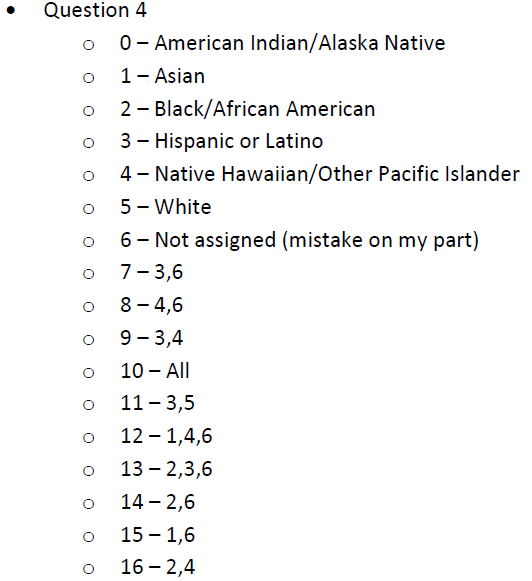 • Question 4
o 0 – American Indian/Alaska Native
o 1 – Asian
o 2 – Black/African American
o 3 – Hispanic or Latino
o 4 – Native Hawaiian/Other Pacific Islander
o 5 – White
o 6 – Not assigned (mistake on my part)
o 7 – 3,6
o 8 – 4,6
o 9 – 3,4
o 10 – All
o 11 – 3,5
o 12 – 1,4,6
o 13 – 2,3,6
o 14 – 2,6
o 15 – 1,6
o 16 – 2,4